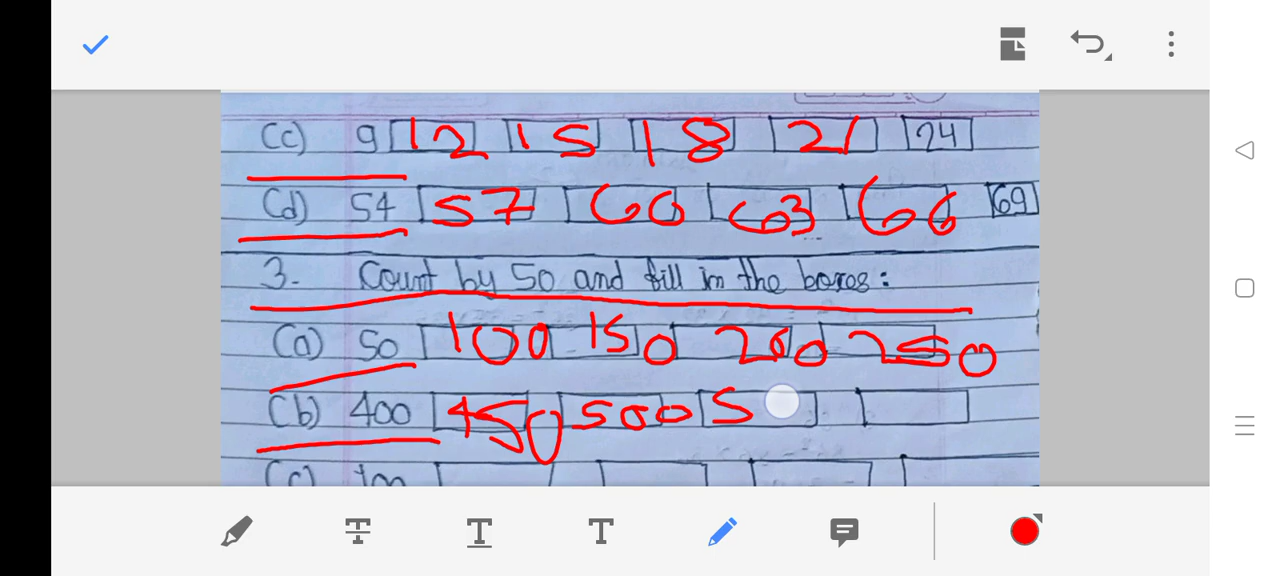 (c) 9 12 15 18 21 24
(d) 54 57 60 63 66 69
3. Count by 50 and fill in the boxes:
(a) 50 100 150 200 250
(b) 400 450 500 5